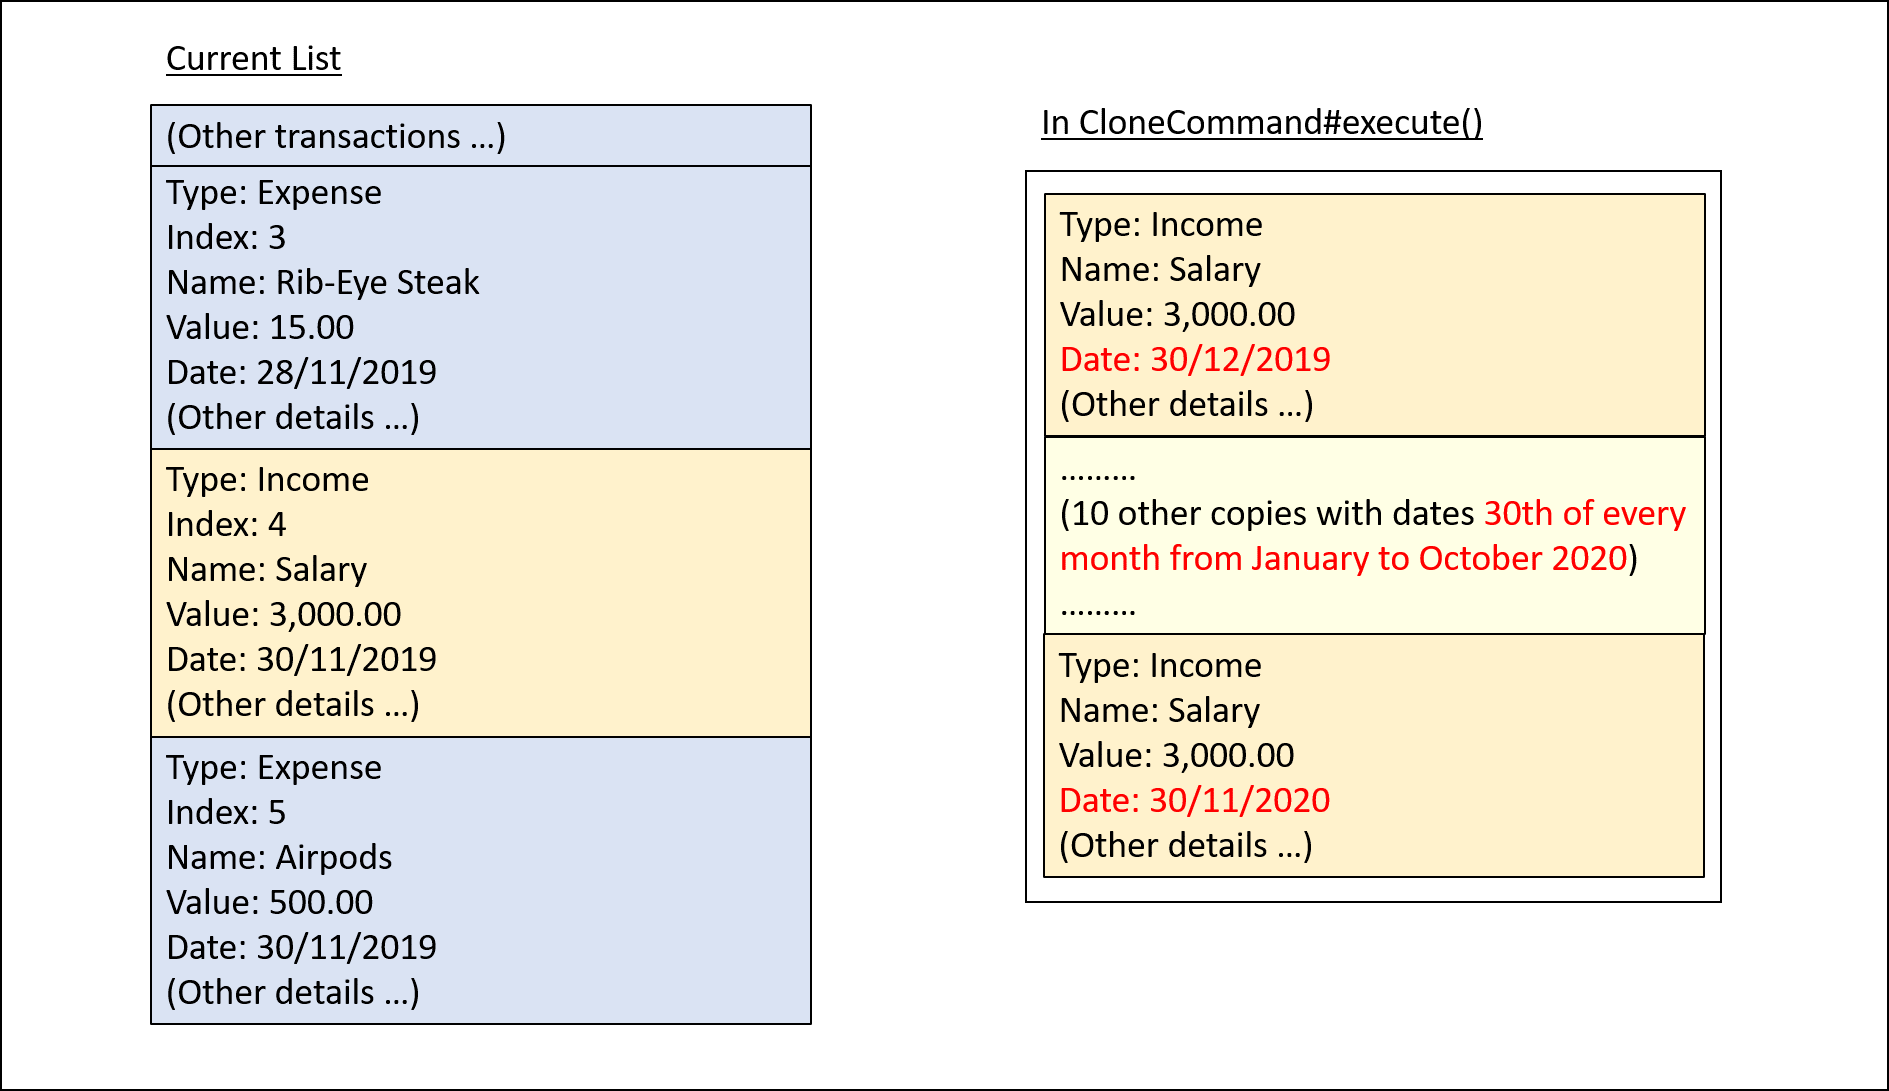 Current List
(Other transactions ...)
Type: Expense
Index: 3
Name: Rib-Eye Steak
Value: 15.00
Date: 28/11/2019
(Other details ...)
Type: Income
Index: 4
Name: Salary
Value: 3,000.00
Date: 30/11/2019
(Other details ...)
Type: Expense
Index: 5
Name: Airpods
Value: 500.00
Date: 30/11/2019
(Other details ...)
In CloneCommand#execute()
Type: Income
Name: Salary
Value: 3,000.00
Date: 30/12/2019
(Other details ...)
.........
(10 other copies with dates 30th of every
month from January to October 2020)
.........
Type: Income
Name: Salary
Value: 3,000.00
Date: 30/11/2020
(Other details ...)